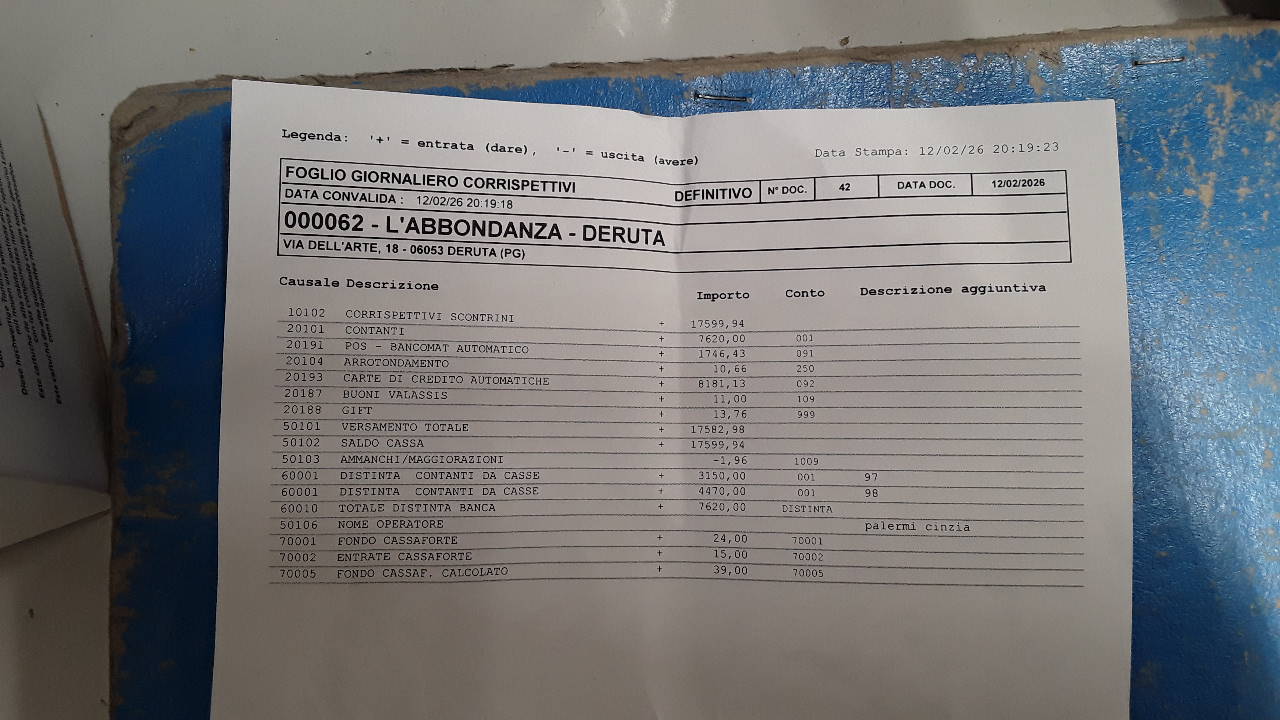 Legenda: '+' = entrata (dare), '-' = uscita (avere)
Data Stampa: 12/02/26 20:19:23
FOGLIO GIORNALIERO CORRISPETTIVI DEFINITIVO N° DOC. 42 DATA DOC. 12/02/2026
DATA CONVALIDA : 12/02/26 20:19:18
000062 - L'ABBONDANZA - DERUTA
VIA DELL'ARTE, 18 - 06053 DERUTA (PG)
Causale Descrizione Importo Conto Descrizione aggiuntiva
10102 CORRISPETTIVI SCONTRINI + 17599,94
20101 CONTANTI + 7620,00 001
20191 POS - BANCOMAT AUTOMATICO + 1746,43 091
20104 ARROTONDAMENTO + 10,66 250
20193 CARTE DI CREDITO AUTOMATICHE + 8181,13 092
20187 BUONI VALASSIS + 11,00 109
20188 GIFT + 13,76 999
50101 VERSAMENTO TOTALE + 17582,98
50102 SALDO CASSA + 17599,94
50103 AMMANCHI/MAGGIORAZIONI -1,96 1009
60001 DISTINTA CONTANTI DA CASSE + 3150,00 001 97
60001 DISTINTA CONTANTI DA CASSE + 4470,00 001 98
60010 TOTALE DISTINTA BANCA + 7620,00 DISTINTA
50106 NOME OPERATORE palermi cinzia
70001 FONDO CASSAFORTE + 24,00 70001
70002 ENTRATE CASSAFORTE + 15,00 70002
70005 FONDO CASSAF. CALCOLATO + 39,00 70005